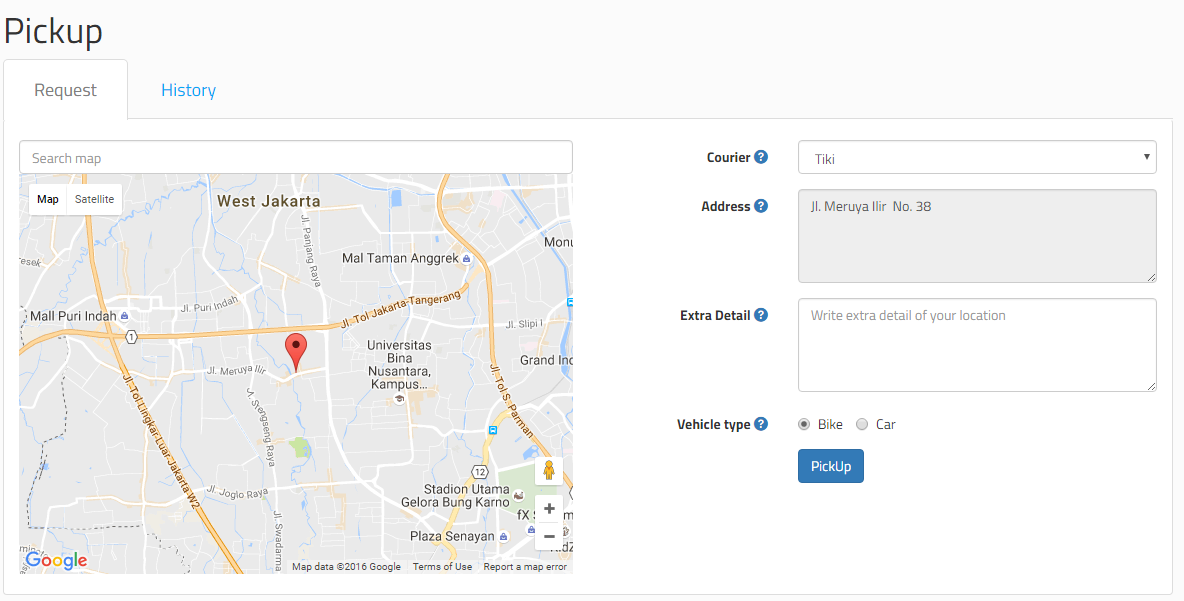 Pickup
Request
History
Search map
Map
Satellite
West Jakarta
Jl. Panjang Raya
Mal Taman Anggrek
Jl. Tol Jakarta-Tangerang
Jl. Puri Indah
Mall Puri Indah
1
Jl. Slipi I
Universitas
Bina
Nusantara,
Kampus...
Grand
Jl. Meruya Ilir
Jl. Tol Lingkar Luar Jakarta W2
Jl. Srengseng Raya
Jl. Tol S. Parman
12
Jl. Joglo Raya
Stadion Utama
Gelora Bung Karno
fX
Jl. Swadarma
Plaza Senayan
+
−
Google
Map data ©2016 Google
Terms of Use
Report a map error
Courier ?
Tiki
Address ?
Jl. Meruya Ilir  No. 38
Extra Detail ?
Write extra detail of your location
Vehicle type ?
Bike
Car
PickUp